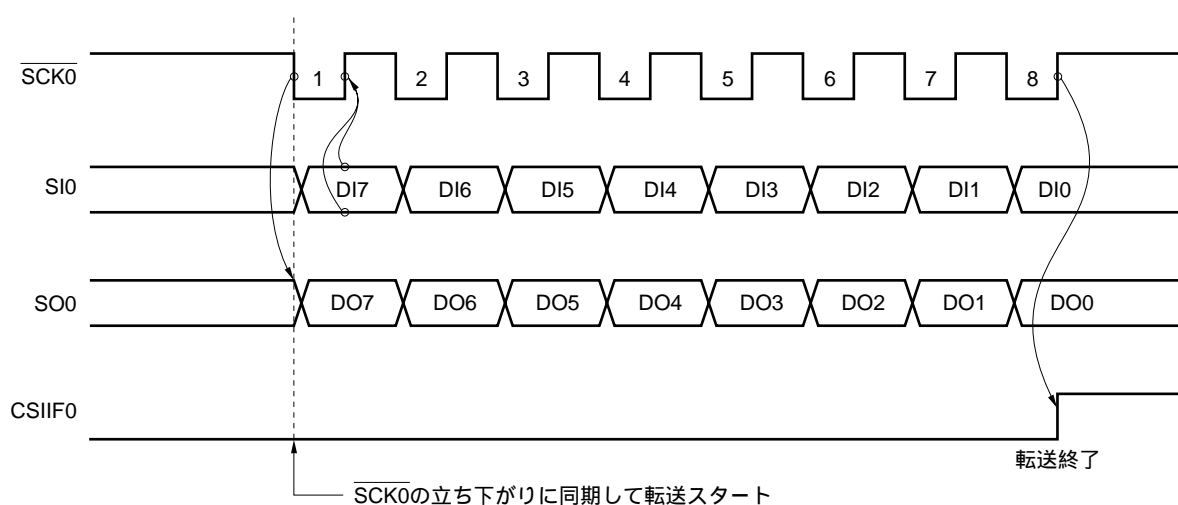 SCK0
1 2 3 4 5 6 7 8
SI0
DI7 DI6 DI5 DI4 DI3 DI2 DI1 DI0
SO0
DO7 DO6 DO5 DO4 DO3 DO2 DO1 DO0
CSIIF0
転送終了
SCK0の立ち下がりに同期して転送スタート